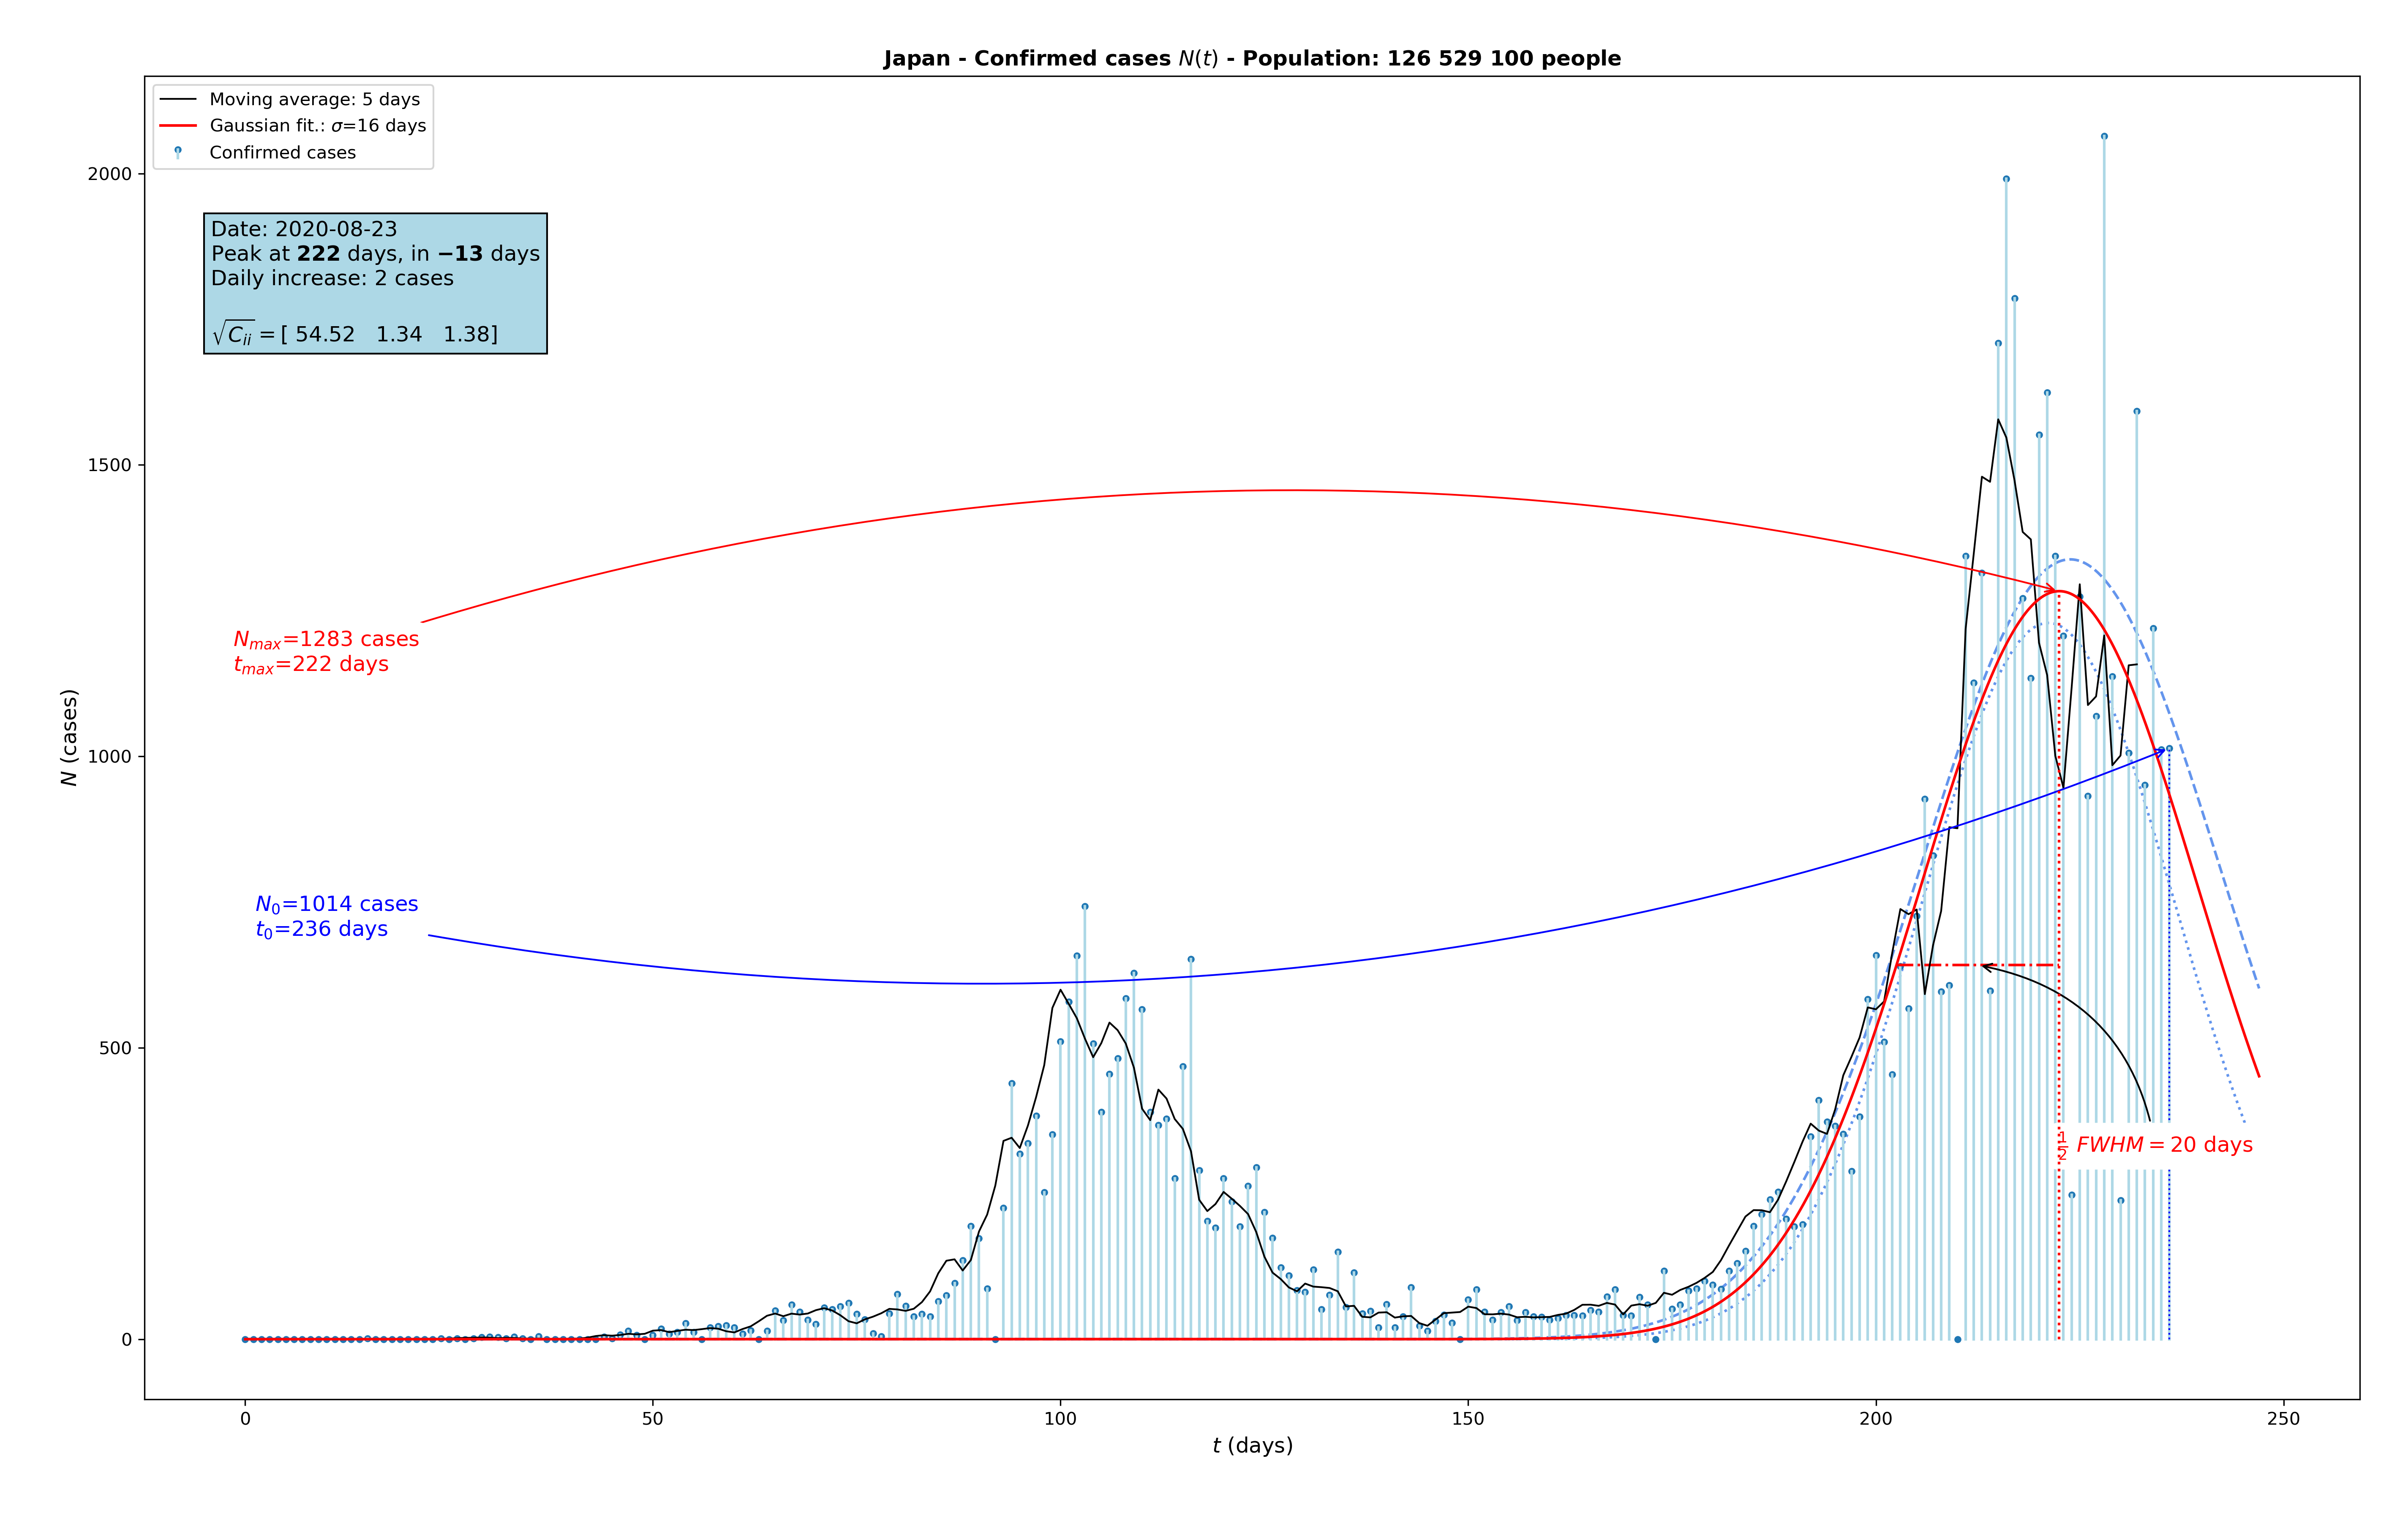 Japan - Confirmed cases N(t) - Population: 126 529 100 people
Moving average: 5 days
Gaussian fit.: σ=16 days
Confirmed cases
Date: 2020-08-23
Peak at 222 days, in −13 days
Daily increase: 2 cases
√C_ii = [ 54.52 1.34 1.38]
N_max=1283 cases
t_max=222 days
N_0=1014 cases
t_0=236 days
½ FWHM = 20 days
N (cases)
2000
1500
1000
500
0
0 50 100 150 200 250
t (days)